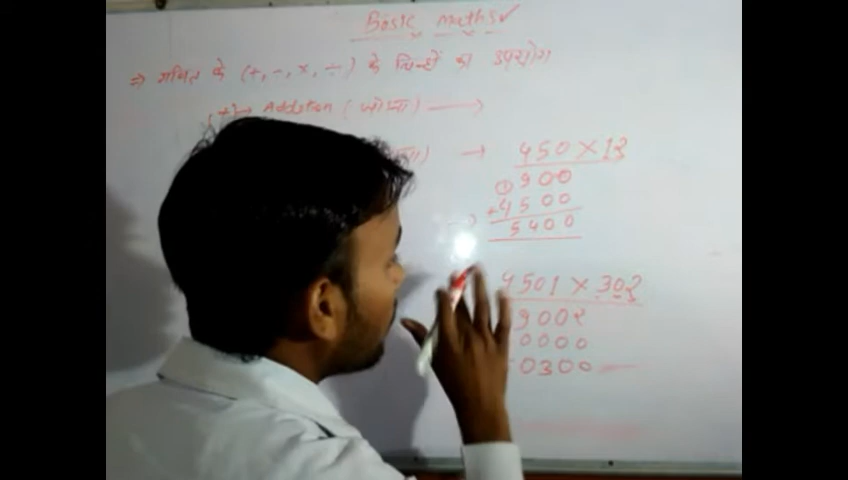 Basic maths ✓
⇒ गणित के (+, -, ×, ÷) के चिन्हों का उपयोग
(+) → Addition (जोड़ना) →
→ 450 × 12
900
① + 4500
5400
4501 × 302
9002
0000
0300